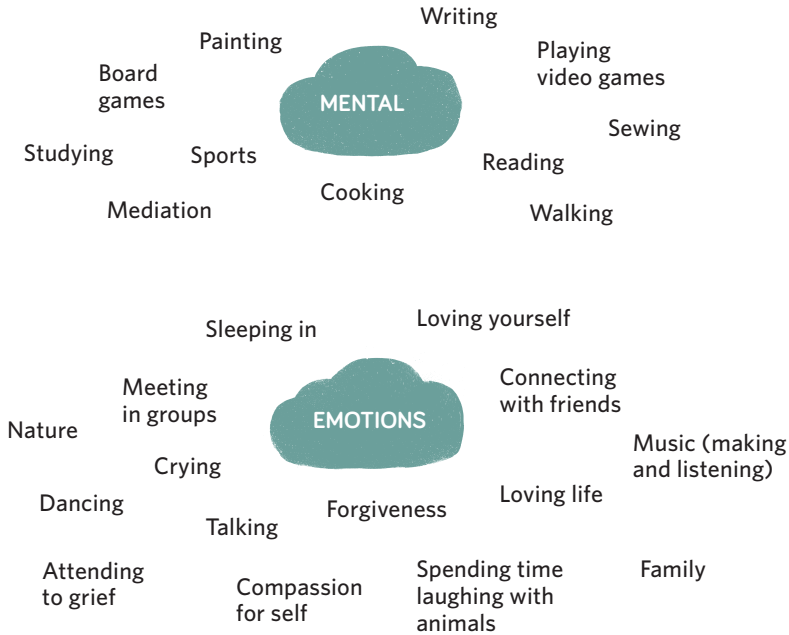 Writing
Painting
Playing
video games
Board
games
MENTAL
Sewing
Studying
Sports
Reading
Cooking
Mediation
Walking
Sleeping in
Loving yourself
Meeting
in groups
Connecting
with friends
EMOTIONS
Nature
Music (making
and listening)
Crying
Dancing
Loving life
Forgiveness
Talking
Attending
to grief
Compassion
for self
Spending time
laughing with
animals
Family